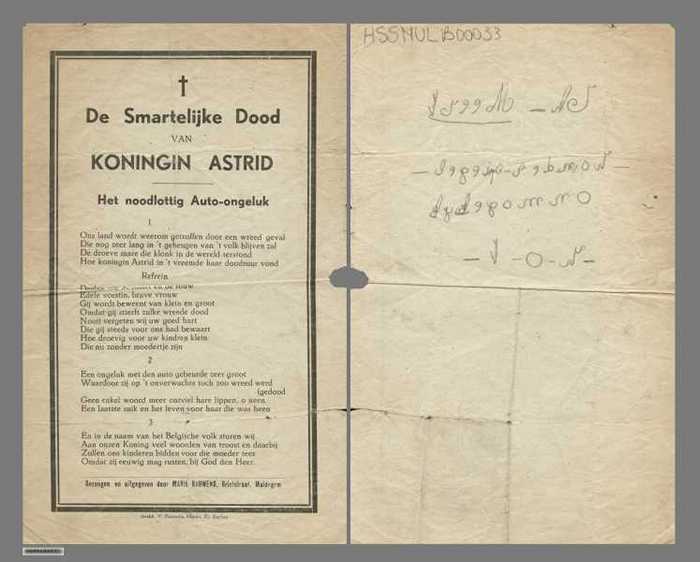 ✝
De Smartelijke Dood
VAN
KONINGIN ASTRID
Het noodlottig Auto-ongeluk
1
Ons land wordt weerom getroffen door een wreed geval
Die nog zeer lang in 't geheugen van 't volk blijven zal
De droeve mare die klonk in de wereld terstond
Hoe koningin Astrid in 't vreemde haar doodnuur vond
Refrein
Edele vorstin, brave vrouw
Gij wordt beweent van klein en groot
Omdat gij stierft zulke wreede dood
Nooit vergeten wij uw goed hart
Die gij steeds voor ons had bewaart
Hoe droevig voor uw kindren klein
Die nu zonder moedertje zijn
2
Een ongeluk met den auto gebeurde zeer groot
Waardoor zij op 't onverwachts toch zoo wreed werd
(gedood
Geen enkel woord meer ontviel hare lippen, o neen
Een laatste snik en het leven voor haar die was heen
3
En in de naam van het Belgische volk sturen wij
Aan onzen Koning veel woorden van troost en daarbij
Zullen ons kinderen bidden voor die moeder teer
Omdat zij eeuwig mag rusten, bij God den Heer.
Gezongen en uitgegeven door MARIE Maldegem
HSSMULB00033